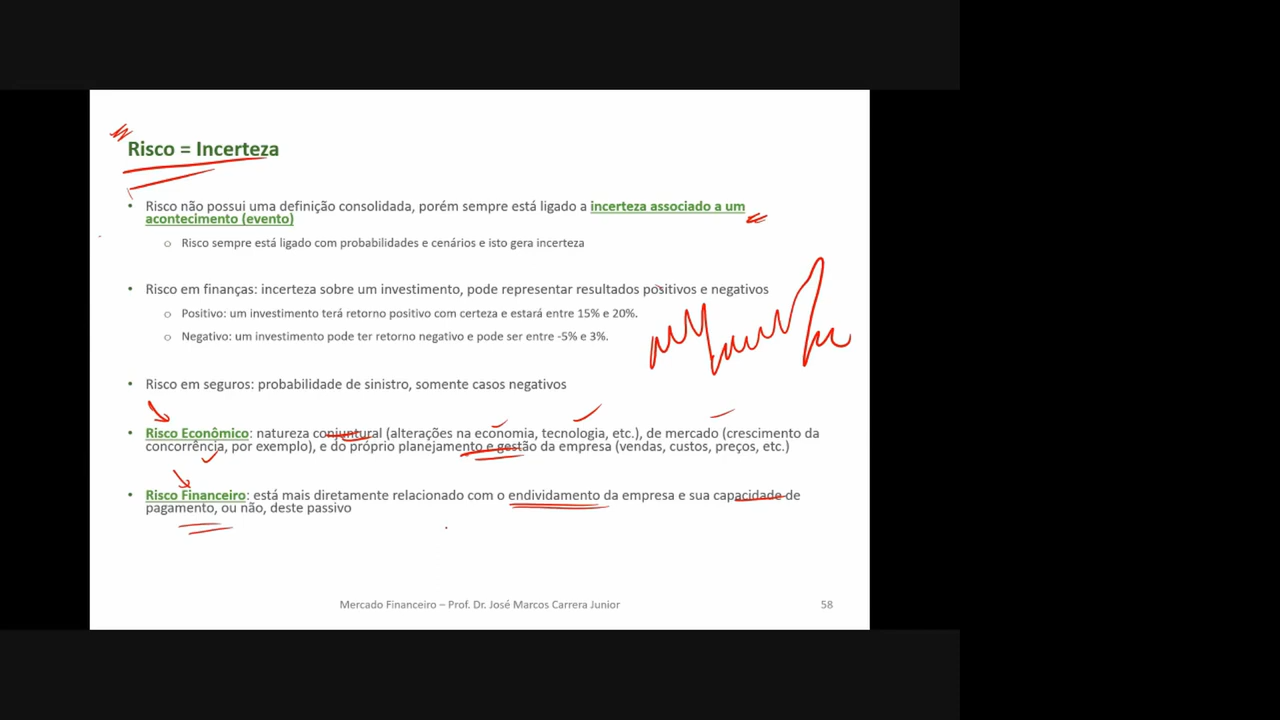 Risco = Incerteza
• Risco não possui uma definição consolidada, porém sempre está ligado a incerteza associado a um
acontecimento (evento)
o Risco sempre está ligado com probabilidades e cenários e isto gera incerteza
• Risco em finanças: incerteza sobre um investimento, pode representar resultados positivos e negativos
o Positivo: um investimento terá retorno positivo com certeza e estará entre 15% e 20%.
o Negativo: um investimento pode ter retorno negativo e pode ser entre -5% e 3%.
• Risco em seguros: probabilidade de sinistro, somente casos negativos
• Risco Econômico: natureza conjuntural (alterações na economia, tecnologia, etc.), de mercado (crescimento da
concorrência, por exemplo), e do próprio planejamento e gestão da empresa (vendas, custos, preços, etc.)
• Risco Financeiro: está mais diretamente relacionado com o endividamento da empresa e sua capacidade de
pagamento, ou não, deste passivo
Mercado Financeiro – Prof. Dr. José Marcos Carrera Junior
58